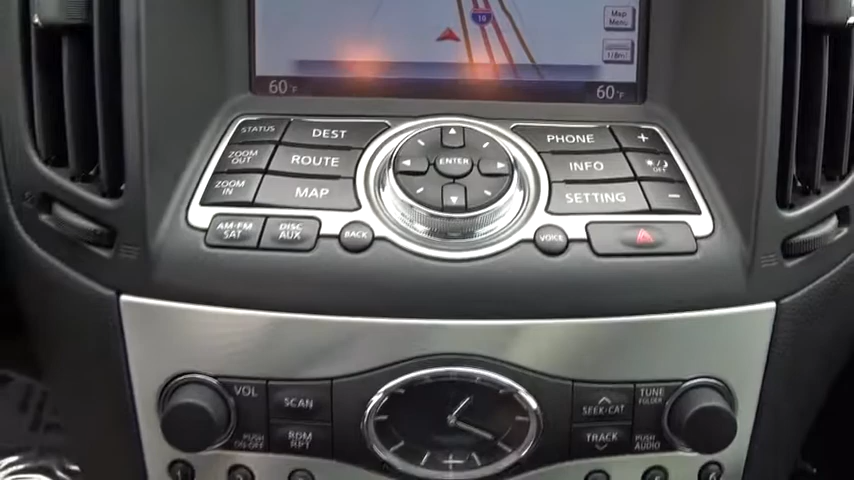 10
Map
Menu
1/8mi
60°F
60°F
STATUS
DEST
PHONE
+
ZOOM
OUT
ROUTE
ENTER
INFO
OFF
ZOOM
IN
MAP
SETTING
−
AM·FM
SAT
DISC
AUX
BACK
VOICE
VOL
SCAN
SEEK·CAT
TUNE
FOLDER
PUSH
ON·OFF
RDM
RPT
TRACK
PUSH
AUDIO